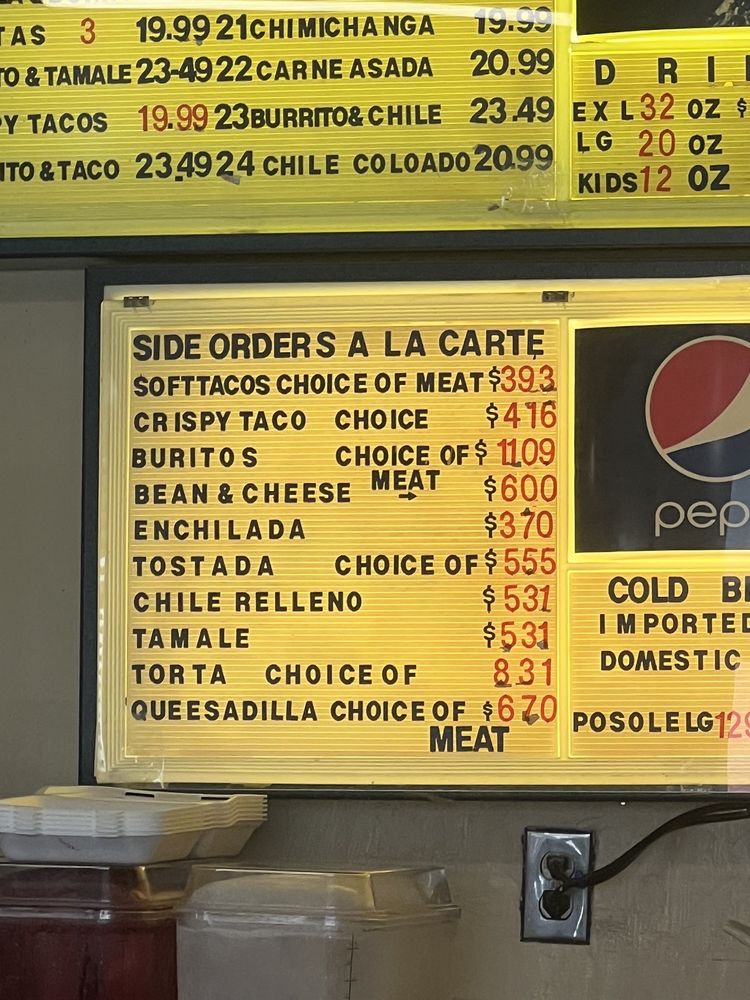 TAS 3 19.99 21 CHIMICHANGA 19.99
TO & TAMALE 23-49 22 CARNE ASADA 20.99
PY TACOS 19.99 23 BURRITO & CHILE 23.49
ITO & TACO 23.49 24 CHILE COLOADO 20.99
DRI
EX L 32 OZ $
LG 20 OZ
KIDS 12 OZ
SIDE ORDERS A LA CARTE
SOFTTACOS CHOICE OF MEAT $393
CRISPY TACO CHOICE $416
BURITOS CHOICE OF $1109
BEAN & CHEESE MEAT → $600
ENCHILADA $370
TOSTADA CHOICE OF $555
CHILE RELLENO $531
TAMALE $531
TORTA CHOICE OF 831
QUEESADILLA CHOICE OF $670
MEAT
pep
COLD B
IMPORTED
DOMESTIC
POSOLE LG 129